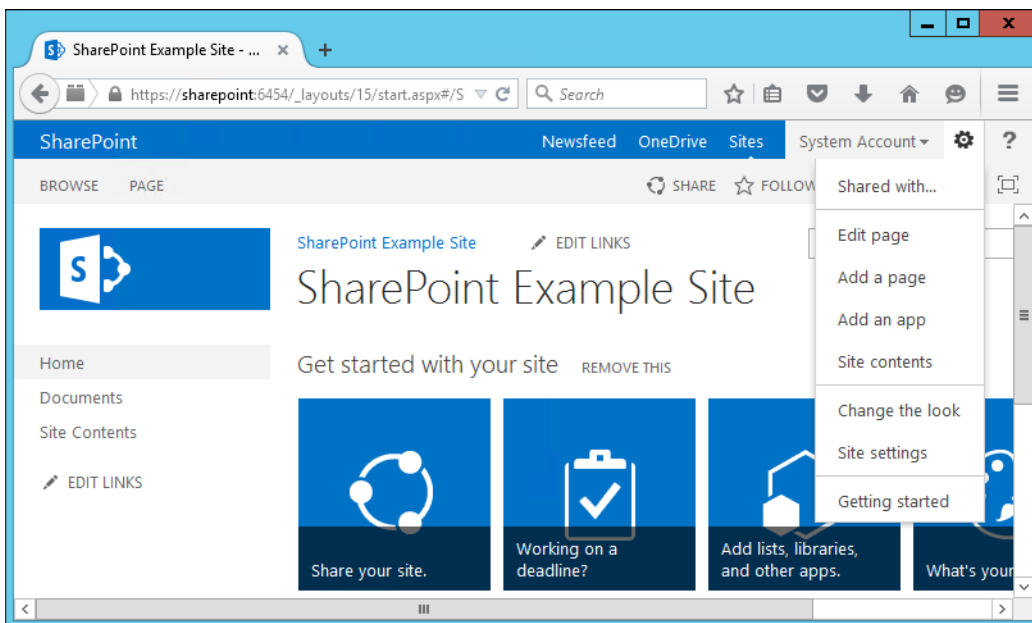 SharePoint Example Site - ...
https://sharepoint:6454/_layouts/15/start.aspx#/S
Search
SharePoint
Newsfeed
OneDrive
Sites
System Account
?
BROWSE
PAGE
SHARE
FOLLOW
Shared with...
Edit page
Add a page
Add an app
Site contents
Change the look
Site settings
Getting started
S
SharePoint Example Site
EDIT LINKS
SharePoint Example Site
Home
Documents
Site Contents
EDIT LINKS
Get started with your site
REMOVE THIS
Share your site.
Working on a
deadline?
Add lists, libraries,
and other apps.
What's your